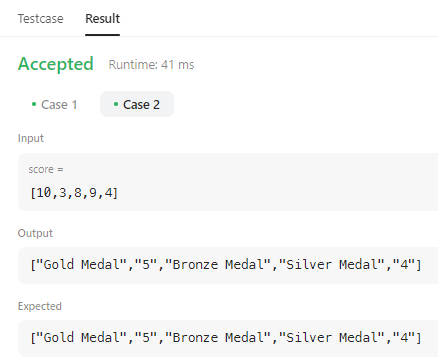 Testcase Result
Accepted Runtime: 41 ms
Case 1 Case 2
Input
score =
[10,3,8,9,4]
Output
["Gold Medal","5","Bronze Medal","Silver Medal","4"]
Expected
["Gold Medal","5","Bronze Medal","Silver Medal","4"]